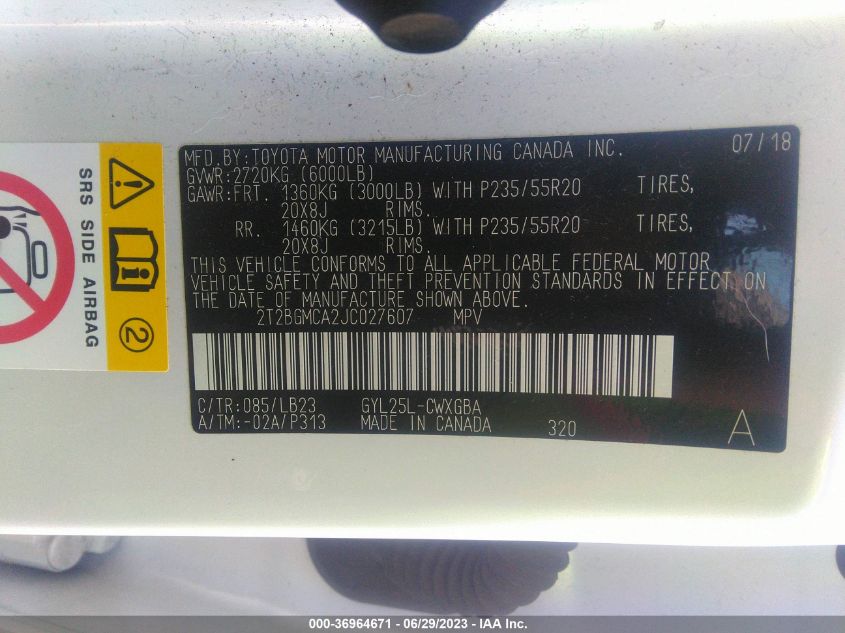 SRS SIDE AIRBAG
2
MFD.BY:TOYOTA MOTOR MANUFACTURING CANADA INC. 07/18
GVWR:2720KG (6000LB)
GAWR:FRT. 1360KG (3000LB) WITH P235/55R20 TIRES,
20X8J RIMS.
RR. 1460KG (3215LB) WITH P235/55R20 TIRES,
20X8J RIMS.
THIS VEHICLE CONFORMS TO ALL APPLICABLE FEDERAL MOTOR
VEHICLE SAFETY AND THEFT PREVENTION STANDARDS IN EFFECT ON
THE DATE OF MANUFACTURE SHOWN ABOVE.
2T2BGMCA2JC027607 MPV
C/TR:085/LB23 GYL25L-CWXGBA
A/TM:-02A/P313 MADE IN CANADA 320 A
000-36964671 - 06/29/2023 - IAA Inc.